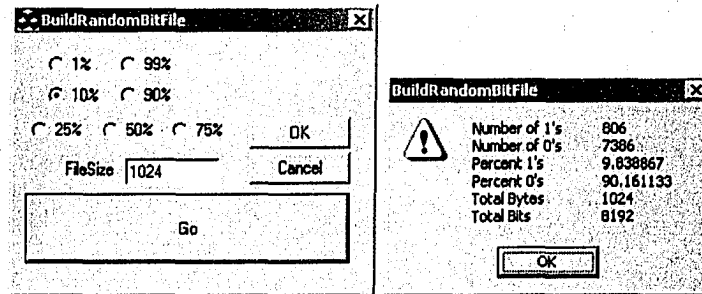 BuildRandomBitFile
1% 99%
10% 90%
25% 50% 75% OK
FileSize 1024 Cancel
Go
BuildRandomBitFile
Number of 1's 806
Number of 0's 7386
Percent 1's 9.838867
Percent 0's 90.161133
Total Bytes 1024
Total Bits 8192
OK